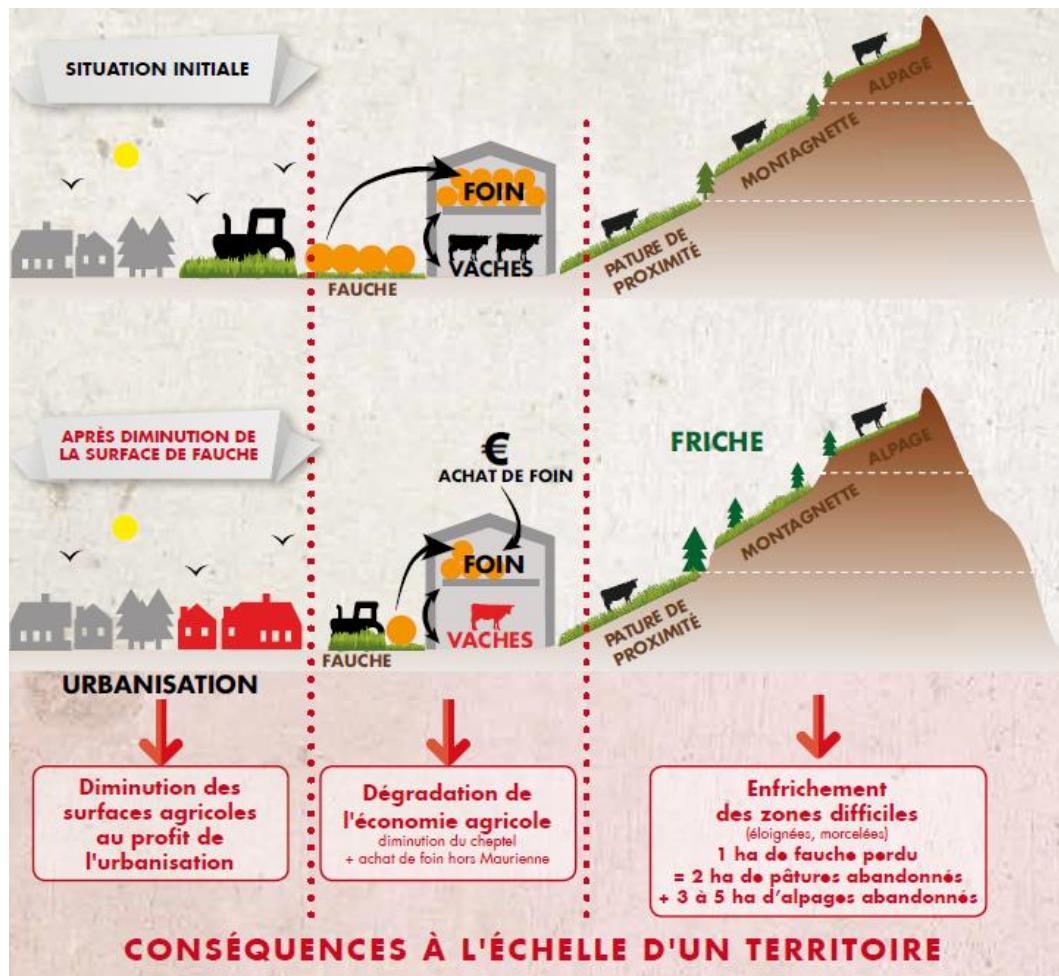 SITUATION INITIALE
FOIN
VACHES
FAUCHE
PATURE DE
PROXIMITÉ
MONTAGNETTE
ALPAGE
APRÈS DIMINUTION DE
LA SURFACE DE FAUCHE
€
ACHAT DE FOIN
FOIN
VACHES
FAUCHE
FRICHE
PATURE DE
PROXIMITÉ
MONTAGNETTE
ALPAGE
URBANISATION
Diminution des
surfaces agricoles
au profit de
l'urbanisation
Dégradation de
l'économie agricole
diminution du cheptel
+ achat de foin hors Maurienne
Enfrichement
des zones difficiles
(éloignées, morcelées)
1 ha de fauche perdu
= 2 ha de pâtures abandonnés
+ 3 à 5 ha d'alpages abandonnés
CONSÉQUENCES À L'ÉCHELLE D'UN TERRITOIRE